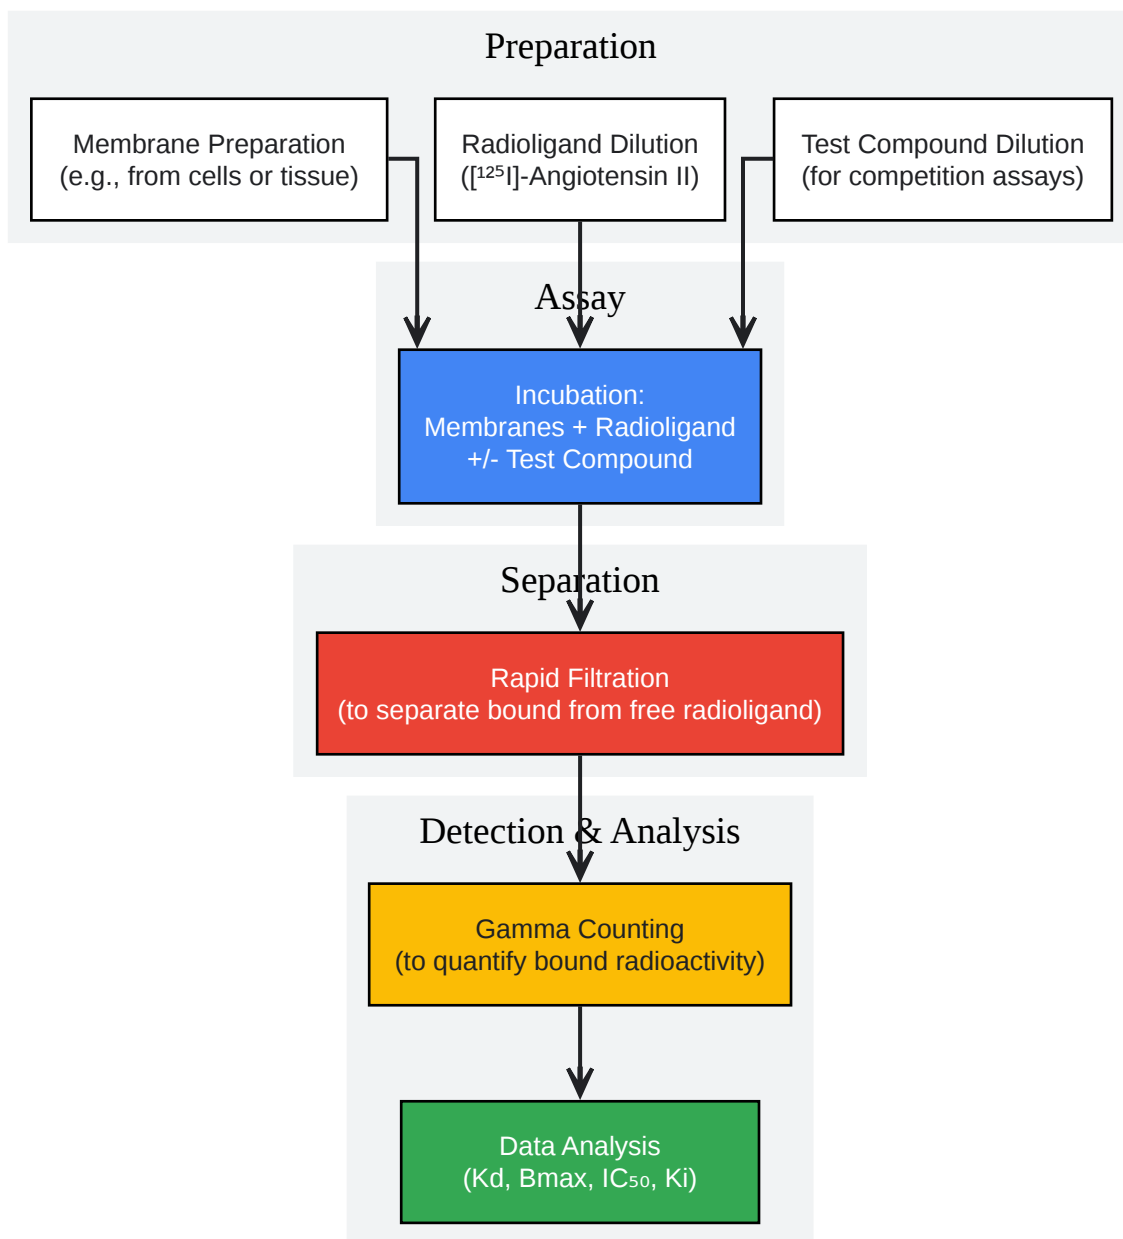 Preparation
Membrane Preparation
(e.g., from cells or tissue)
Radioligand Dilution
([¹²⁵I]-Angiotensin II)
Test Compound Dilution
(for competition assays)
Assay
Incubation:
Membranes + Radioligand
+/- Test Compound
Separation
Rapid Filtration
(to separate bound from free radioligand)
Detection & Analysis
Gamma Counting
(to quantify bound radioactivity)
Data Analysis
(Kd, Bmax, IC₅₀, Ki)